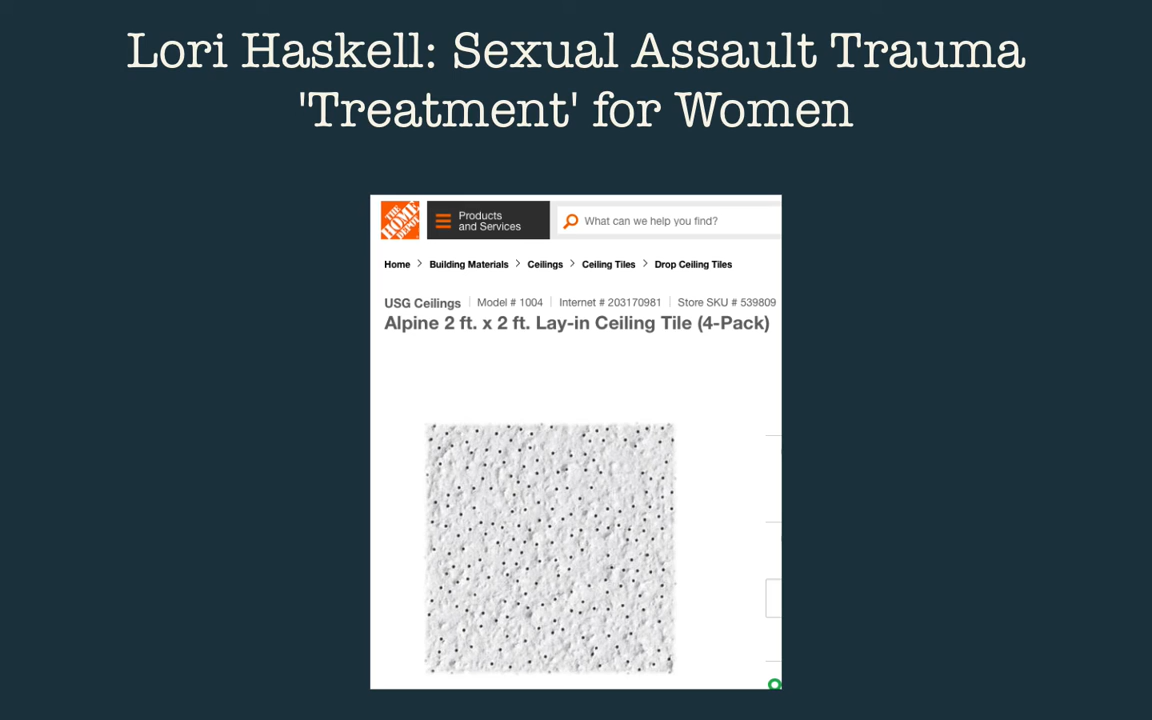 Lori Haskell: Sexual Assault Trauma
'Treatment' for Women
THE HOME DEPOT
Products
and Services
What can we help you find?
Home > Building Materials > Ceilings > Ceiling Tiles > Drop Ceiling Tiles
USG Ceilings | Model # 1004 | Internet # 203170981 | Store SKU # 539809
Alpine 2 ft. x 2 ft. Lay-in Ceiling Tile (4-Pack)